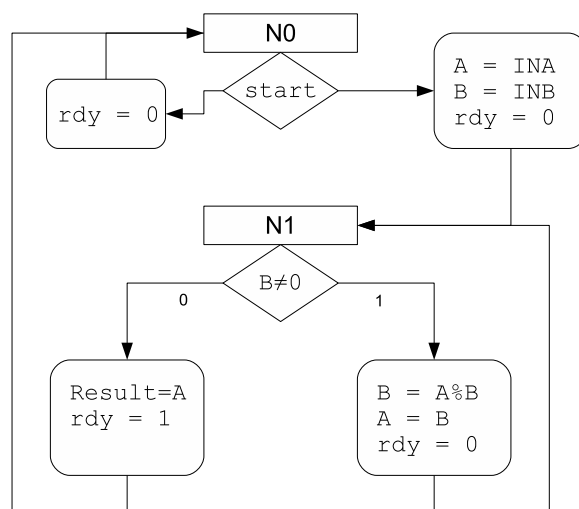 N0
start
rdy = 0
A = INA
B = INB
rdy = 0
N1
B≠0
0
1
Result=A
rdy = 1
B = A%B
A = B
rdy = 0